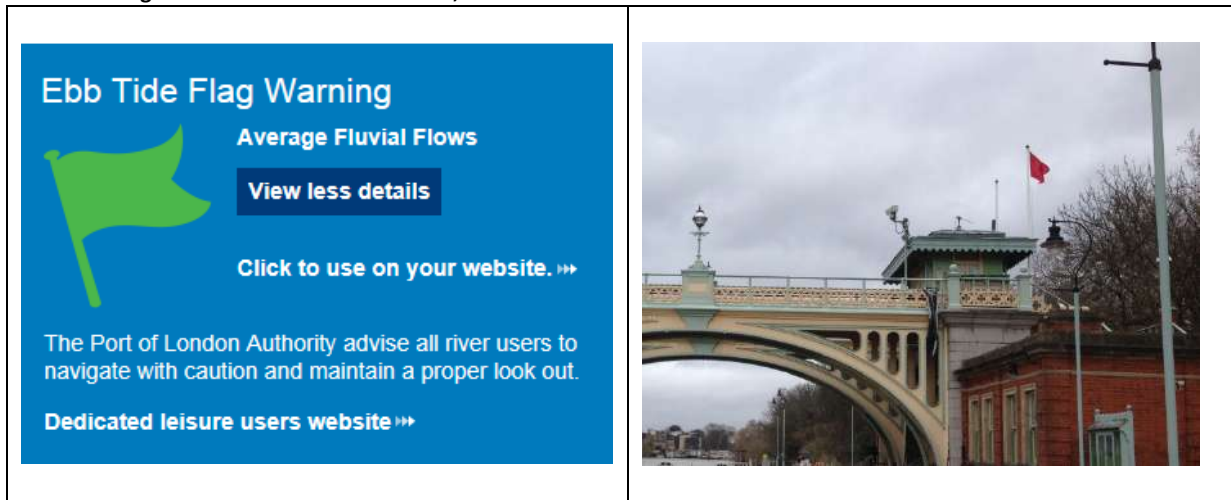 Ebb Tide Flag Warning
Average Fluvial Flows
View less details
Click to use on your website.
The Port of London Authority advise all river users to
navigate with caution and maintain a proper look out.
Dedicated leisure users website